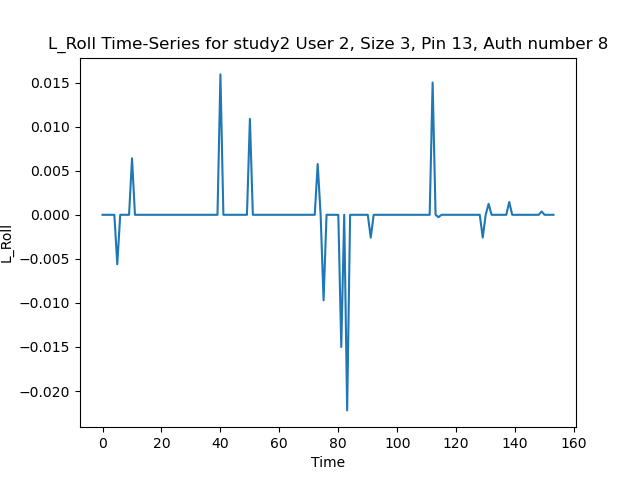 L_Roll Time-Series for study2 User 2, Size 3, Pin 13, Auth number 8
0.015
0.010
0.005
0.000
−0.005
−0.010
−0.015
−0.020
L_Roll
0 20 40 60 80 100 120 140 160
Time